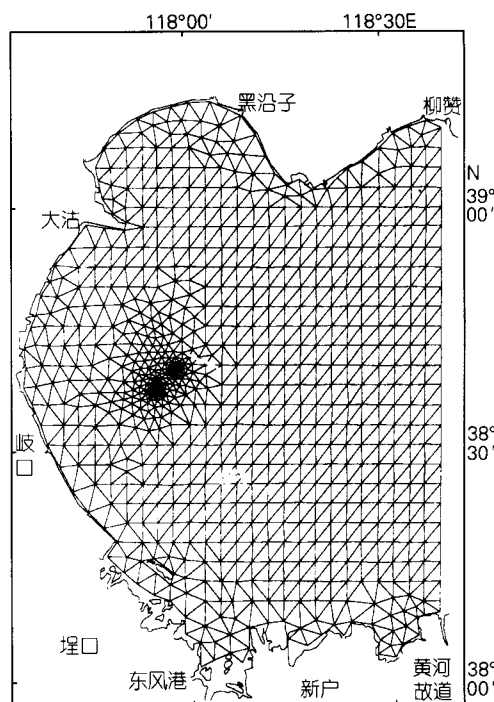 118°00′ 118°30′E
黑沿子
柳赞
N
39°
00′
大沽
岐
口
38°
30′
埕口
东风港
新户
黄河
故道
38°
00′